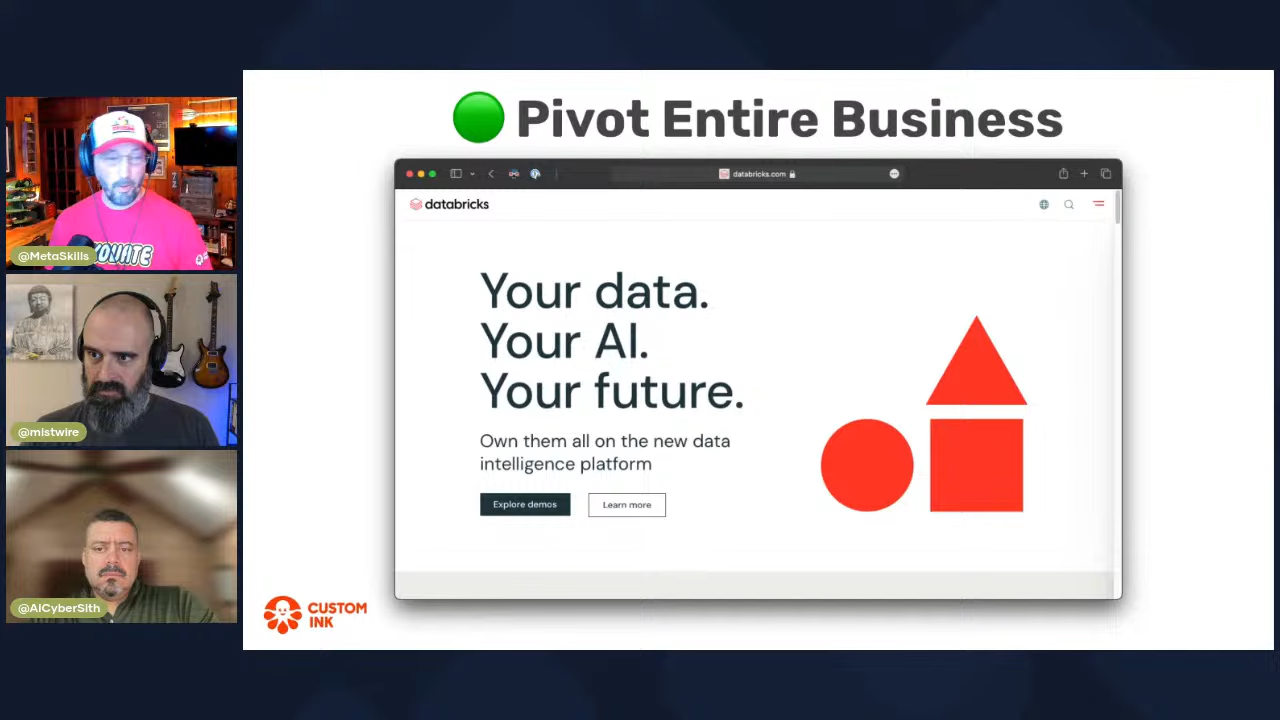 Pivot Entire Business
databricks.com
databricks
Your data.
Your AI.
Your future.
Own them all on the new data
intelligence platform
Explore demos
Learn more
CUSTOM
INK
@MetaSkills
@mistwire
@AICyberSith